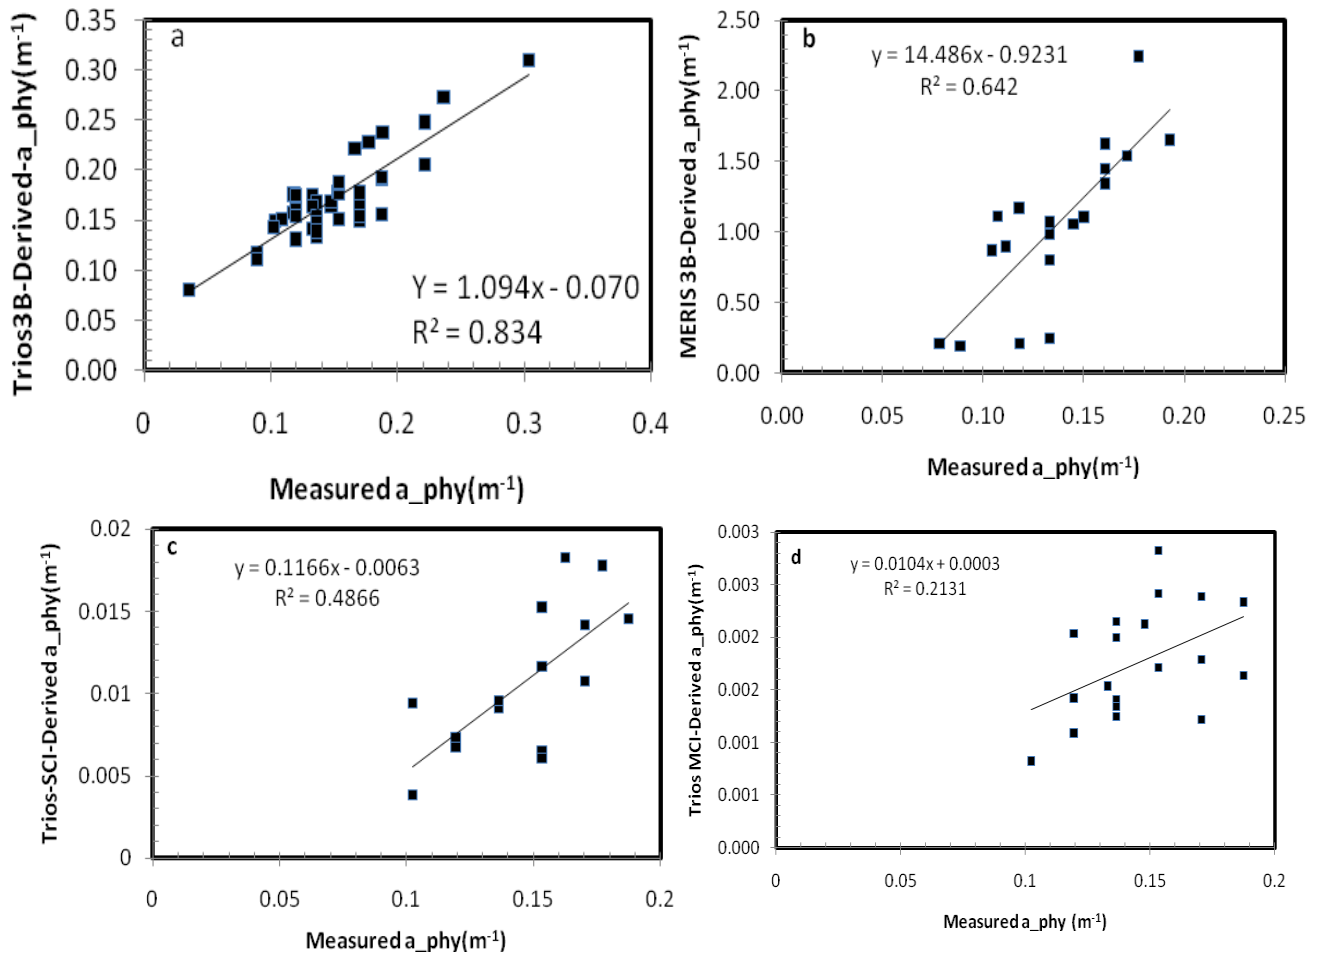 a
Y = 1.094x - 0.070
R² = 0.834
0.35
0.30
0.25
0.20
0.15
0.10
0.05
0.00
0 0.1 0.2 0.3 0.4
Trios3B-Derived-a_phy(m⁻¹)
Measured a_phy(m⁻¹)
b
y = 14.486x - 0.9231
R² = 0.642
2.50
2.00
1.50
1.00
0.50
0.00
0.00 0.05 0.10 0.15 0.20 0.25
MERIS 3B-Derived a_phy(m⁻¹)
Measured a_phy(m⁻¹)
c
y = 0.1166x - 0.0063
R² = 0.4866
0.02
0.015
0.01
0.005
0
0 0.05 0.1 0.15 0.2
Trios-SCI-Derived a_phy(m⁻¹)
Measured a_phy(m⁻¹)
d
y = 0.0104x + 0.0003
R² = 0.2131
0.003
0.003
0.002
0.002
0.001
0.001
0.000
0 0.05 0.1 0.15 0.2
Trios MCI-Derived a_phy(m⁻¹)
Measured a_phy (m⁻¹)